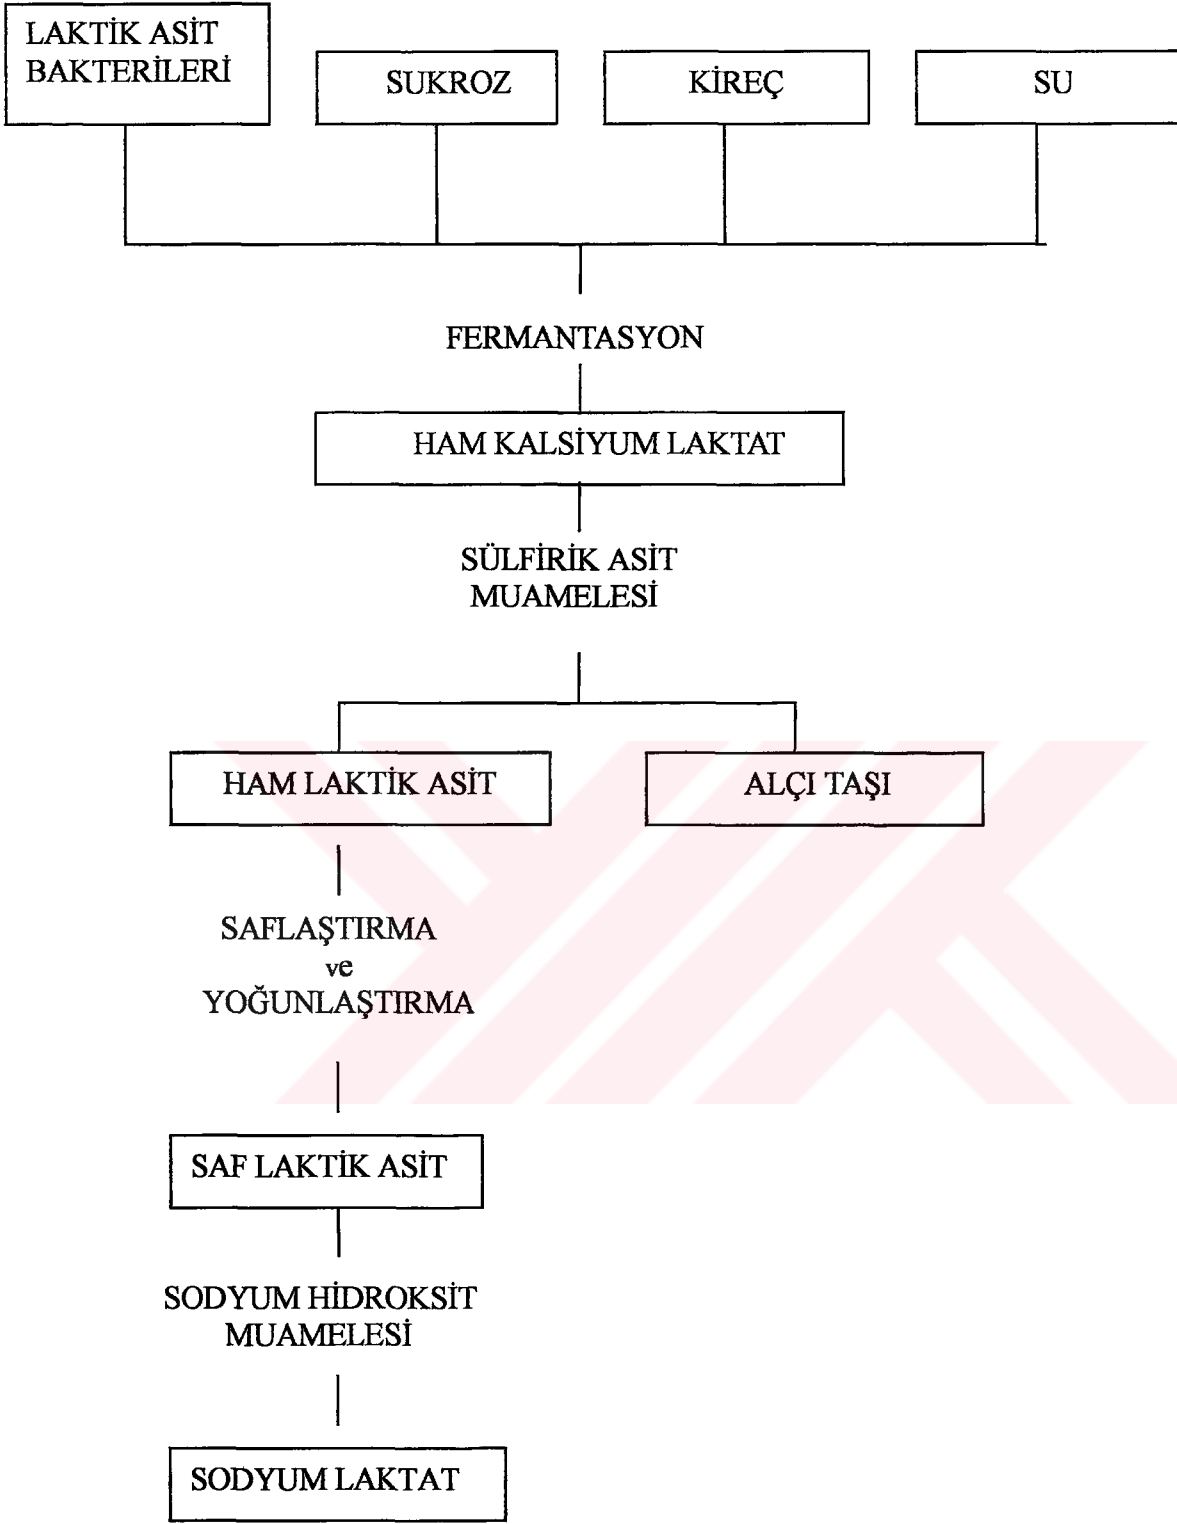 LAKTİK ASİT
BAKTERİLERİ
SUKROZ
KİREÇ
SU
FERMANTASYON
HAM KALSİYUM LAKTAT
SÜLFİRİK ASİT
MUAMELESİ
HAM LAKTİK ASİT
ALÇI TAŞI
SAFLAŞTIRMA
ve
YOĞUNLAŞTIRMA
SAF LAKTİK ASİT
SODYUM HİDROKSİT
MUAMELESİ
SODYUM LAKTAT